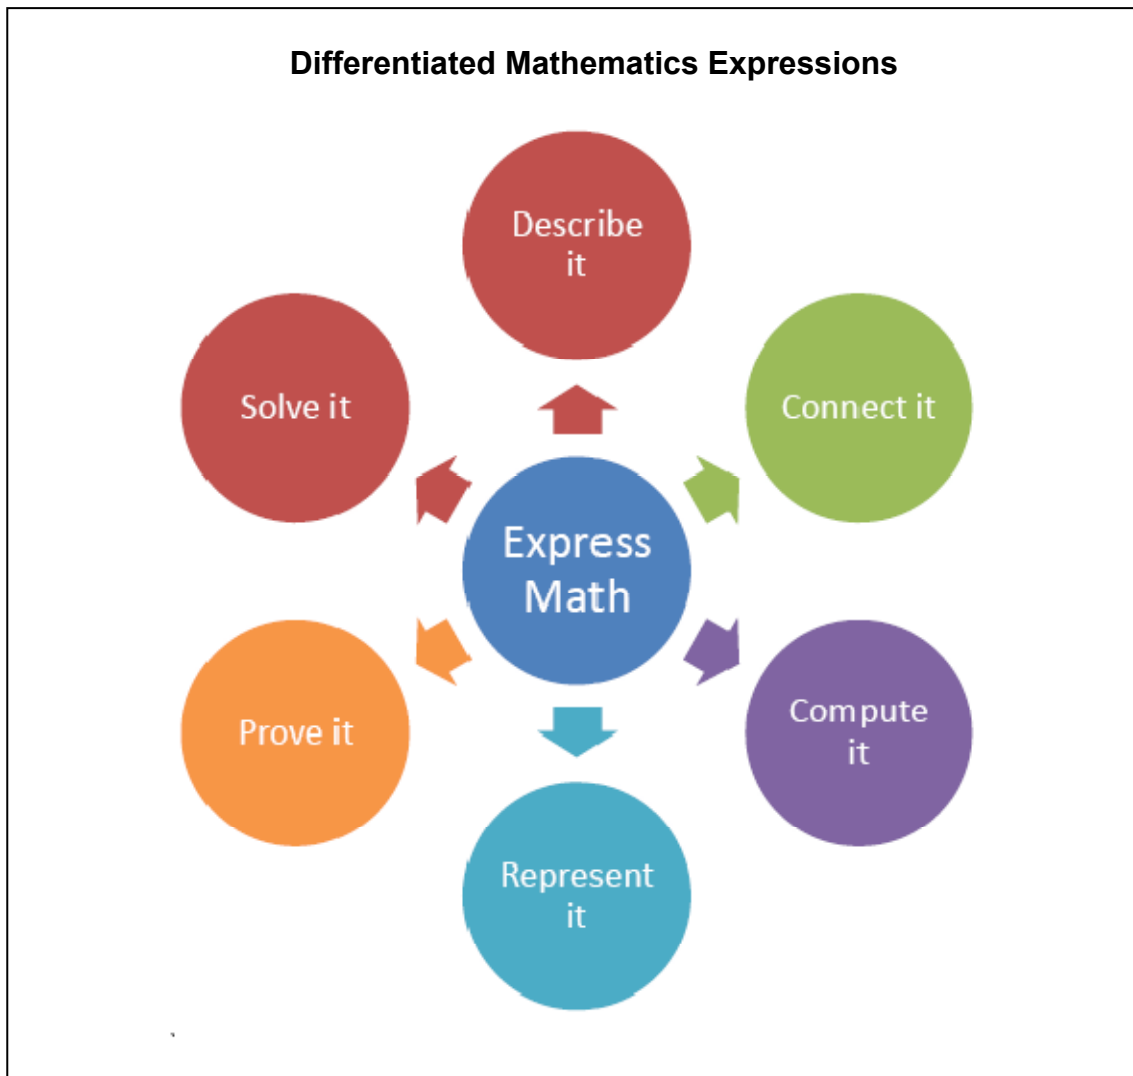 Differentiated Mathematics Expressions
Describe
it
Solve it
Connect it
Express
Math
Prove it
Compute
it
Represent
it